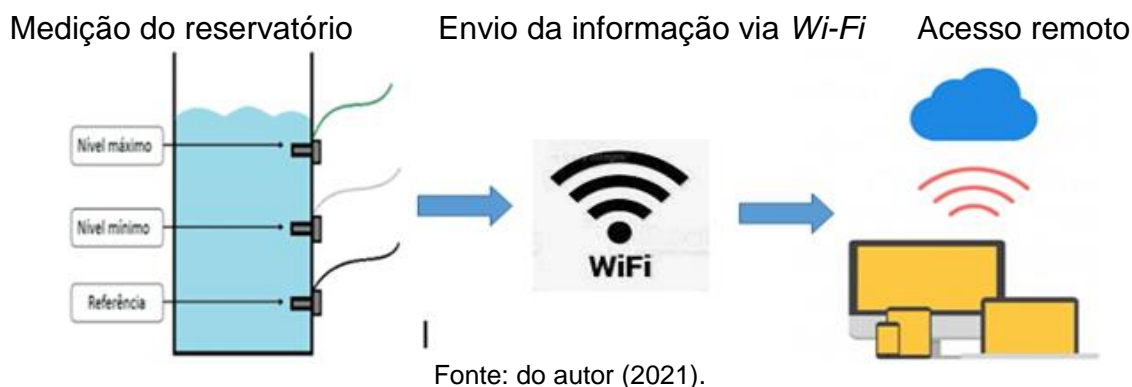 Medição do reservatório
Envio da informação via Wi-Fi
Acesso remoto
Nível máximo
Nível mínimo
Referência
WiFi
Fonte: do autor (2021).